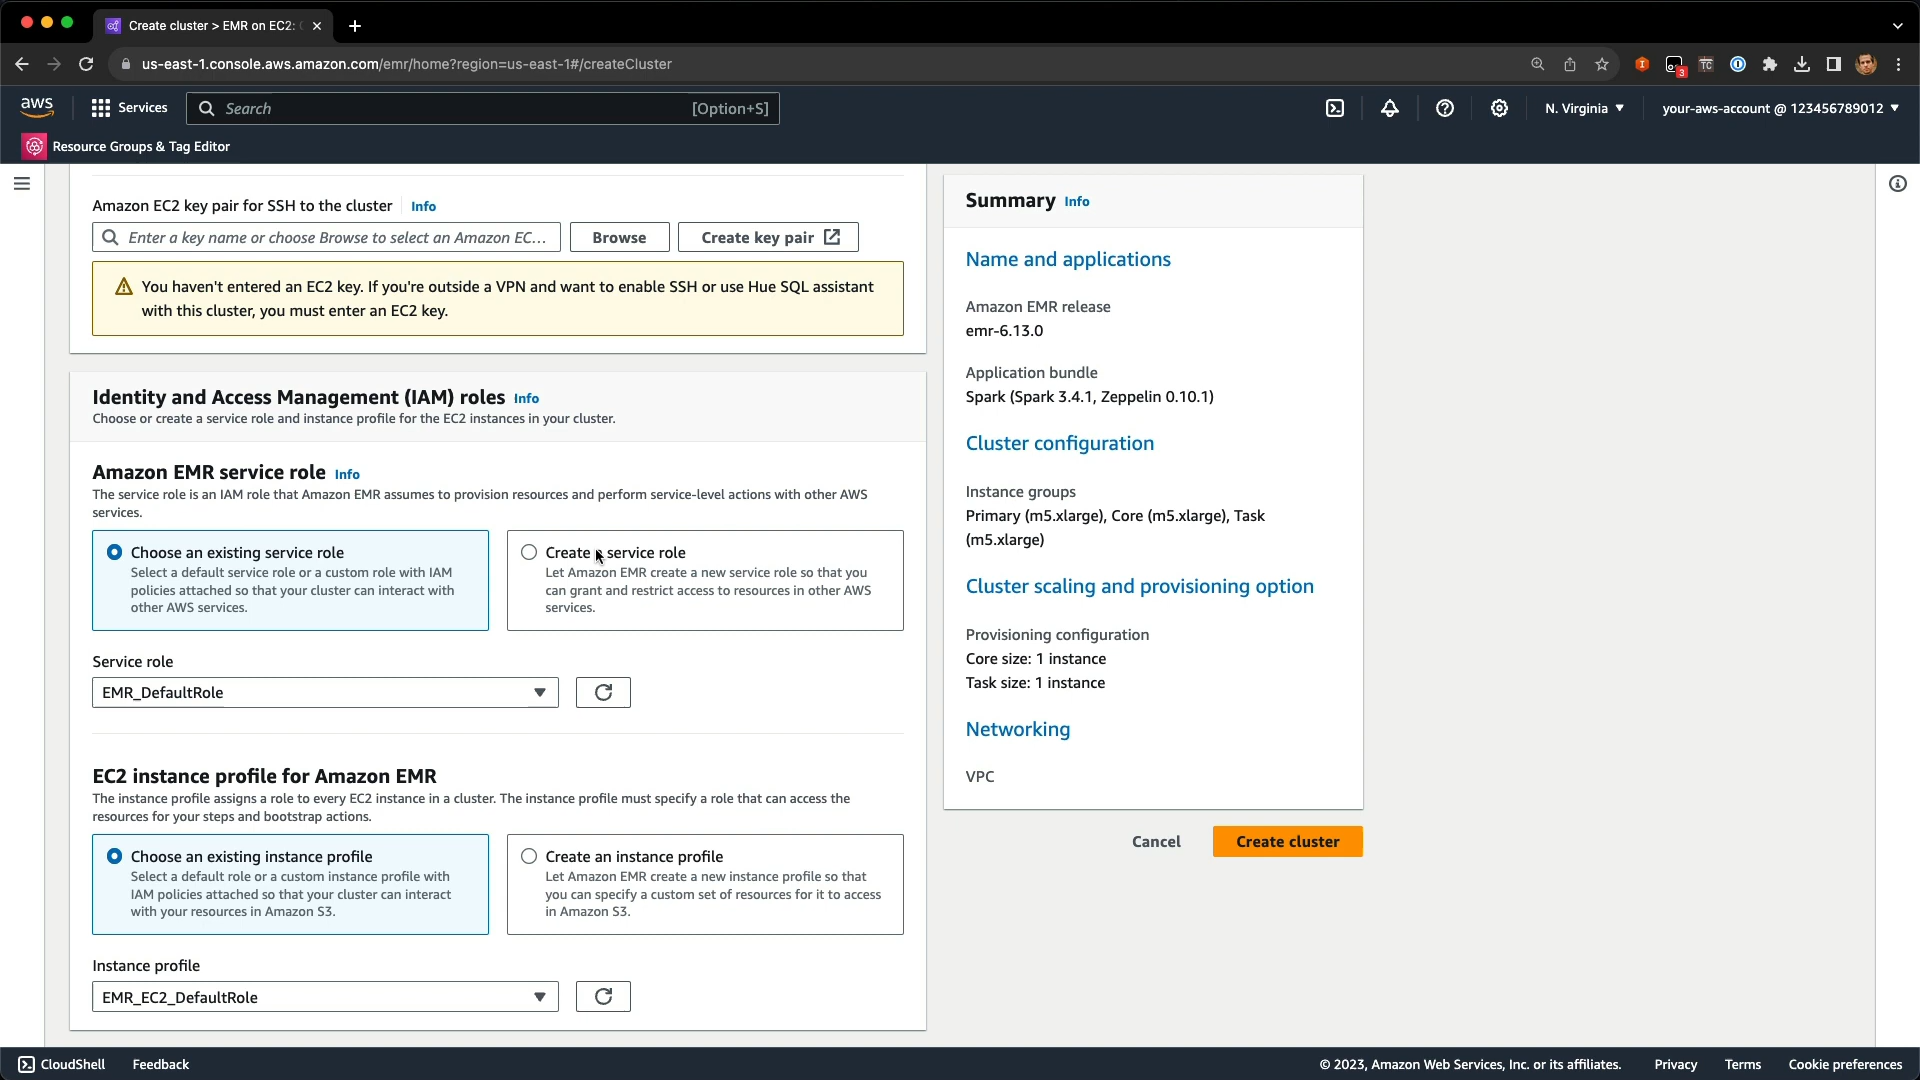 Create cluster > EMR on EC2:
us-east-1.console.aws.amazon.com/emr/home?region=us-east-1#/createCluster
3
TC
aws
Services
Search
[Option+S]
N. Virginia
your-aws-account @ 123456789012
Resource Groups & Tag Editor
Amazon EC2 key pair for SSH to the cluster Info
Enter a key name or choose Browse to select an Amazon EC...
Browse
Create key pair
You haven't entered an EC2 key. If you're outside a VPN and want to enable SSH or use Hue SQL assistant
with this cluster, you must enter an EC2 key.
Identity and Access Management (IAM) roles Info
Choose or create a service role and instance profile for the EC2 instances in your cluster.
Amazon EMR service role Info
The service role is an IAM role that Amazon EMR assumes to provision resources and perform service-level actions with other AWS
services.
Choose an existing service role
Select a default service role or a custom role with IAM
policies attached so that your cluster can interact with
other AWS services.
Create a service role
Let Amazon EMR create a new service role so that you
can grant and restrict access to resources in other AWS
services.
Service role
EMR_DefaultRole
EC2 instance profile for Amazon EMR
The instance profile assigns a role to every EC2 instance in a cluster. The instance profile must specify a role that can access the
resources for your steps and bootstrap actions.
Choose an existing instance profile
Select a default role or a custom instance profile with
IAM policies attached so that your cluster can interact
with your resources in Amazon S3.
Create an instance profile
Let Amazon EMR create a new instance profile so that
you can specify a custom set of resources for it to access
in Amazon S3.
Instance profile
EMR_EC2_DefaultRole
Summary Info
Name and applications
Amazon EMR release
emr-6.13.0
Application bundle
Spark (Spark 3.4.1, Zeppelin 0.10.1)
Cluster configuration
Instance groups
Primary (m5.xlarge), Core (m5.xlarge), Task
(m5.xlarge)
Cluster scaling and provisioning option
Provisioning configuration
Core size: 1 instance
Task size: 1 instance
Networking
VPC
Cancel
Create cluster
CloudShell
Feedback
© 2023, Amazon Web Services, Inc. or its affiliates.
Privacy
Terms
Cookie preferences